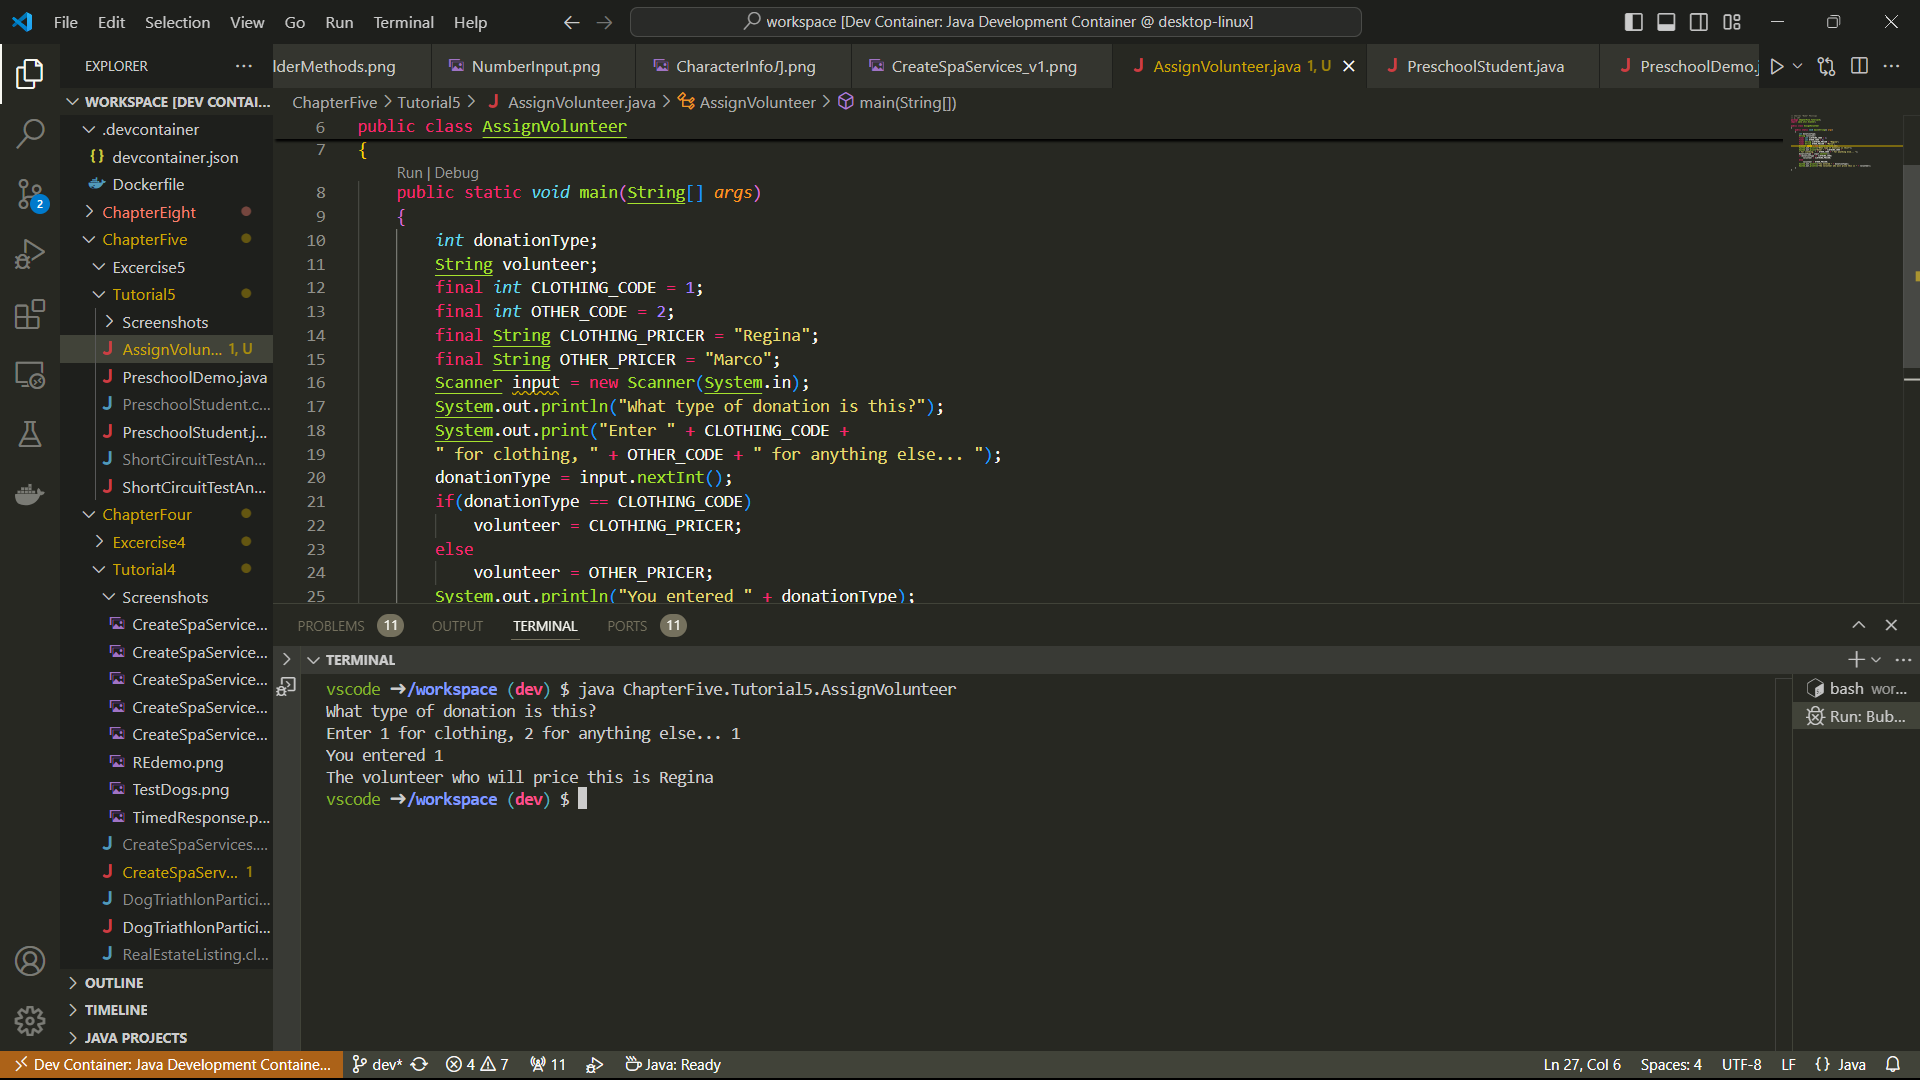 File Edit Selection View Go Run Terminal Help
workspace [Dev Container: Java Development Container @ desktop-linux]
EXPLORER
lderMethods.png NumberInput.png CharacterInfo/].png CreateSpaServices_v1.png AssignVolunteer.java 1, U PreschoolStudent.java PreschoolDemo.j
WORKSPACE [DEV CONTAI...
.devcontainer
devcontainer.json
Dockerfile
ChapterEight
ChapterFive
Excercise5
Tutorial5
Screenshots
AssignVolun... 1, U
PreschoolDemo.java
PreschoolStudent.c...
PreschoolStudent.j...
ShortCircuitTestAn...
ShortCircuitTestAn...
ChapterFour
Excercise4
Tutorial4
Screenshots
CreateSpaService...
CreateSpaService...
CreateSpaService...
CreateSpaService...
CreateSpaService...
REdemo.png
TestDogs.png
TimedResponse.p...
CreateSpaServices....
CreateSpaServ... 1
DogTriathlonPartici...
DogTriathlonPartici...
RealEstateListing.cl...
OUTLINE
TIMELINE
JAVA PROJECTS
ChapterFive > Tutorial5 > AssignVolunteer.java > AssignVolunteer > main(String[])
6 public class AssignVolunteer
7 {
Run | Debug
8 public static void main(String[] args)
9 {
10 int donationType;
11 String volunteer;
12 final int CLOTHING_CODE = 1;
13 final int OTHER_CODE = 2;
14 final String CLOTHING_PRICER = "Regina";
15 final String OTHER_PRICER = "Marco";
16 Scanner input = new Scanner(System.in);
17 System.out.println("What type of donation is this?");
18 System.out.print("Enter " + CLOTHING_CODE +
19 " for clothing, " + OTHER_CODE + " for anything else... ");
20 donationType = input.nextInt();
21 if(donationType == CLOTHING_CODE)
22 volunteer = CLOTHING_PRICER;
23 else
24 volunteer = OTHER_PRICER;
25 System.out.println("You entered " + donationType);
PROBLEMS 11 OUTPUT TERMINAL PORTS 11
TERMINAL
vscode ➜/workspace (dev) $ java ChapterFive.Tutorial5.AssignVolunteer
What type of donation is this?
Enter 1 for clothing, 2 for anything else... 1
You entered 1
The volunteer who will price this is Regina
vscode ➜/workspace (dev) $
bash wor...
Run: Bub...
Dev Container: Java Development Containe... dev* 4 7 11 Java: Ready Ln 27, Col 6 Spaces: 4 UTF-8 LF {} Java
2